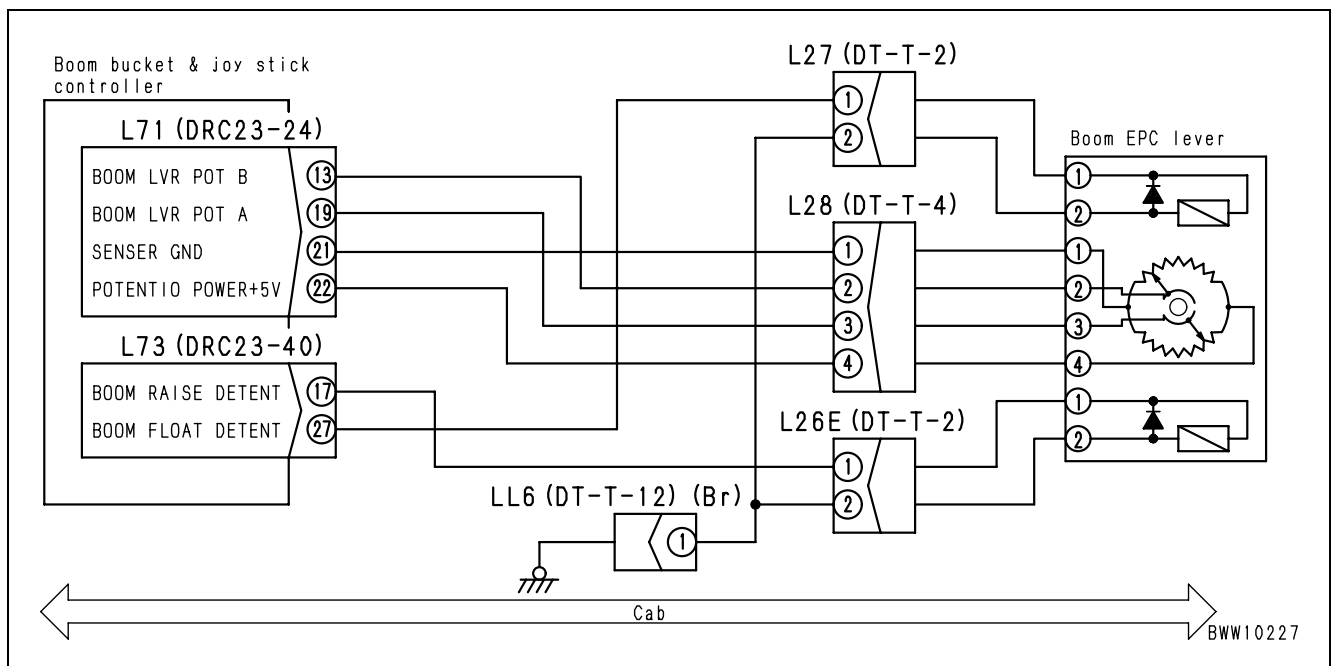 Boom bucket & joy stick
controller
L71 (DRC23-24)
BOOM LVR POT B 13
BOOM LVR POT A 19
SENSER GND 21
POTENTIO POWER+5V 22
L73 (DRC23-40)
BOOM RAISE DETENT 17
BOOM FLOAT DETENT 27
L27 (DT-T-2)
1
2
L28 (DT-T-4)
1
2
3
4
L26E (DT-T-2)
1
2
LL6 (DT-T-12) (Br)
1
Boom EPC lever
1
2
1
2
3
4
1
2
Cab
BWW10227